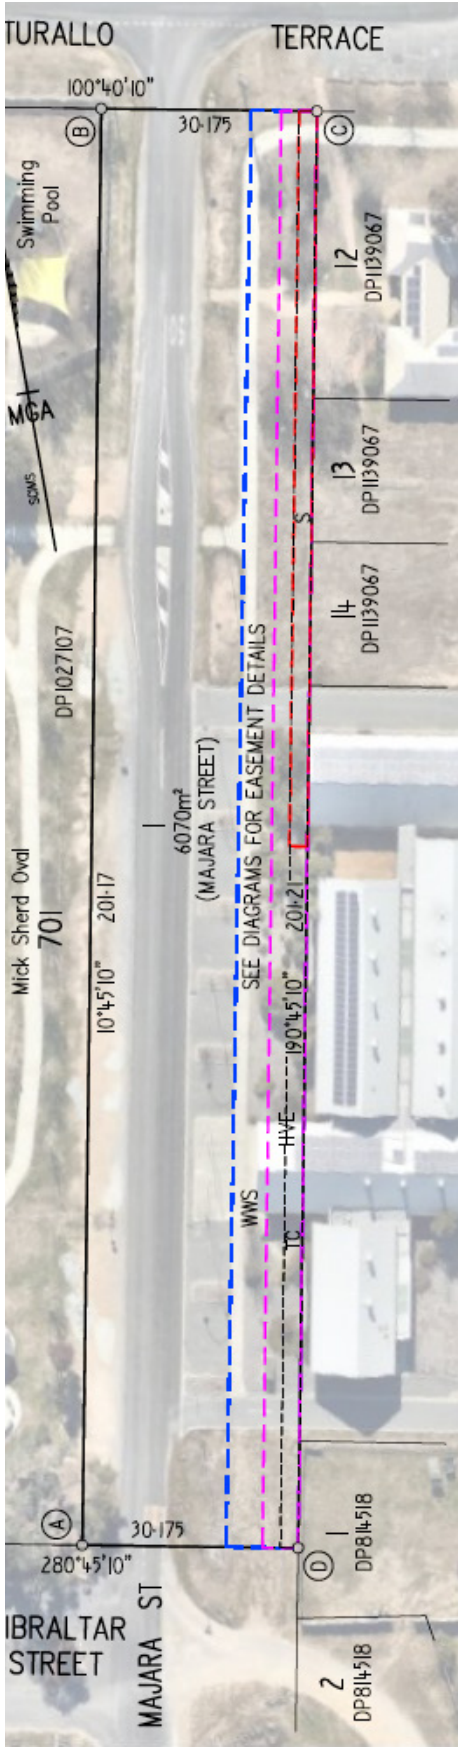 TURALLO
TERRACE
100°40'10"
30·175
B
C
Swimming
Pool
12
DP1139067
50
MGA
SCIMS
13
DP1139067
S
14
DP1139067
DP1027107
1
6070m²
(MAJARA STREET)
SEE DIAGRAMS FOR EASEMENT DETAILS
Mick Sherd Oval
701
201·17
10°45'10"
201·21
190°45'10"
HVE
WWS
TC
A
30·175
280°45'10"
D
1
DP814518
IBRALTAR
STREET
MAJARA ST
2
DP814518